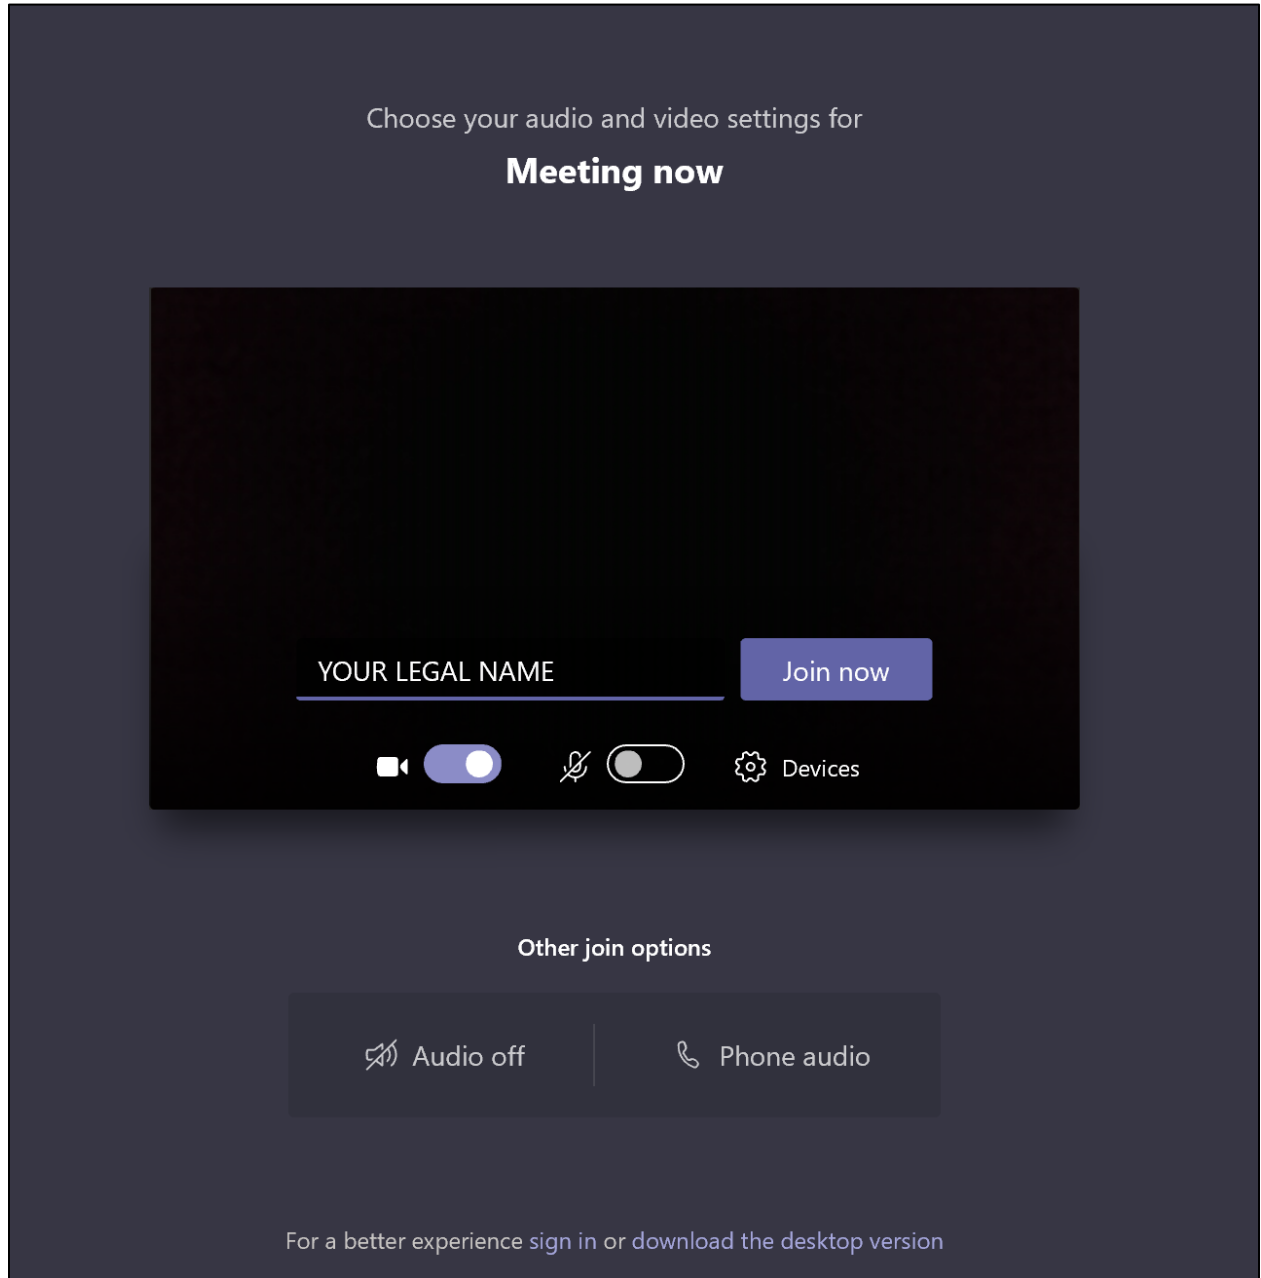 Choose your audio and video settings for
Meeting now
YOUR LEGAL NAME
Join now
Devices
Other join options
Audio off
Phone audio
For a better experience sign in or download the desktop version